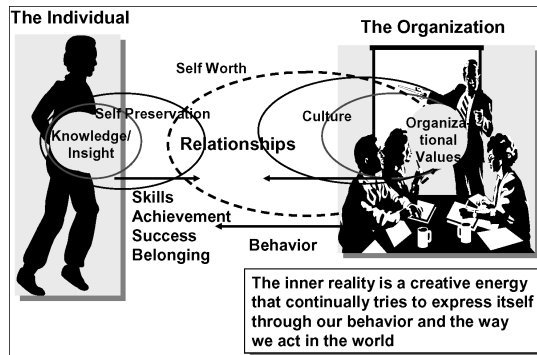 The Individual
The Organization
Self Worth
Self Preservation
Culture
Knowledge/
Insight
Relationships
Organiza-
tional
Values
Skills
Achievement
Success
Belonging
Behavior
The inner reality is a creative energy
that continually tries to express itself
through our behavior and the way
we act in the world